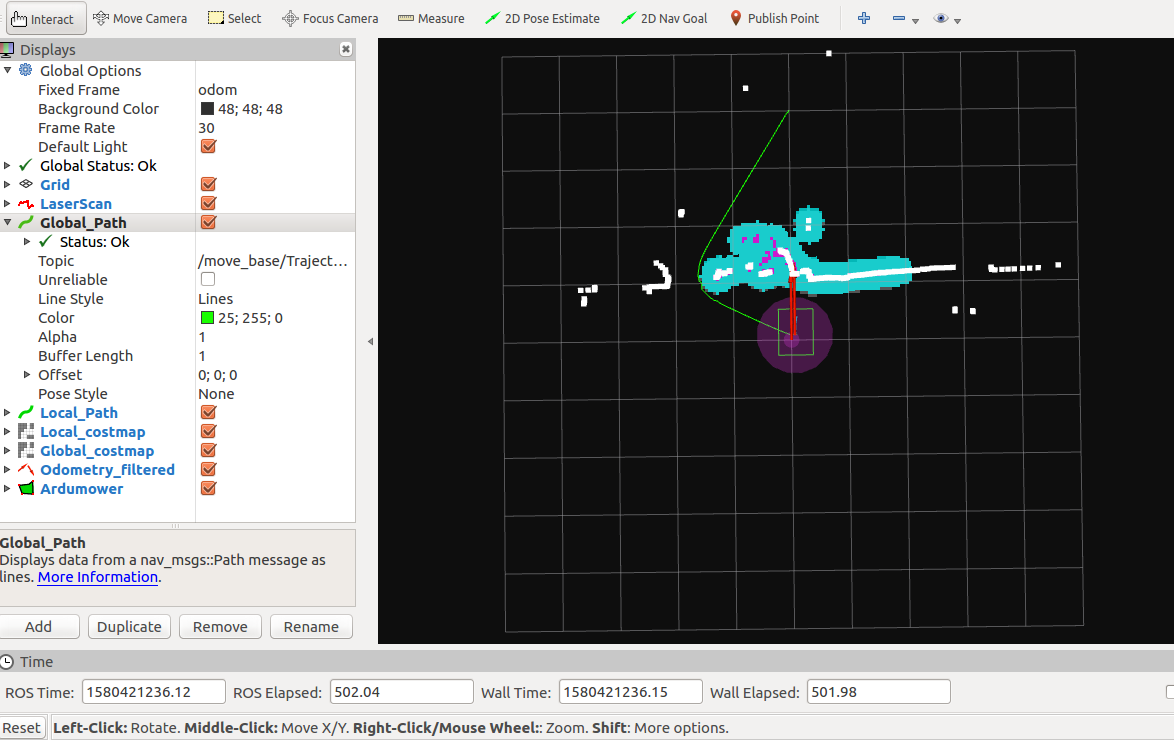 Interact Move Camera Select Focus Camera Measure 2D Pose Estimate 2D Nav Goal Publish Point
Displays
Global Options
Fixed Frame odom
Background Color 48; 48; 48
Frame Rate 30
Default Light
Global Status: Ok
Grid
LaserScan
Global_Path
Status: Ok
Topic /move_base/Traject...
Unreliable
Line Style Lines
Color 25; 255; 0
Alpha 1
Buffer Length 1
Offset 0; 0; 0
Pose Style None
Local_Path
Local_costmap
Global_costmap
Odometry_filtered
Ardumower
Global_Path
Displays data from a nav_msgs::Path message as
lines. More Information.
Add Duplicate Remove Rename
Time
ROS Time: 1580421236.12 ROS Elapsed: 502.04 Wall Time: 1580421236.15 Wall Elapsed: 501.98
Reset Left-Click: Rotate. Middle-Click: Move X/Y. Right-Click/Mouse Wheel:: Zoom. Shift: More options.